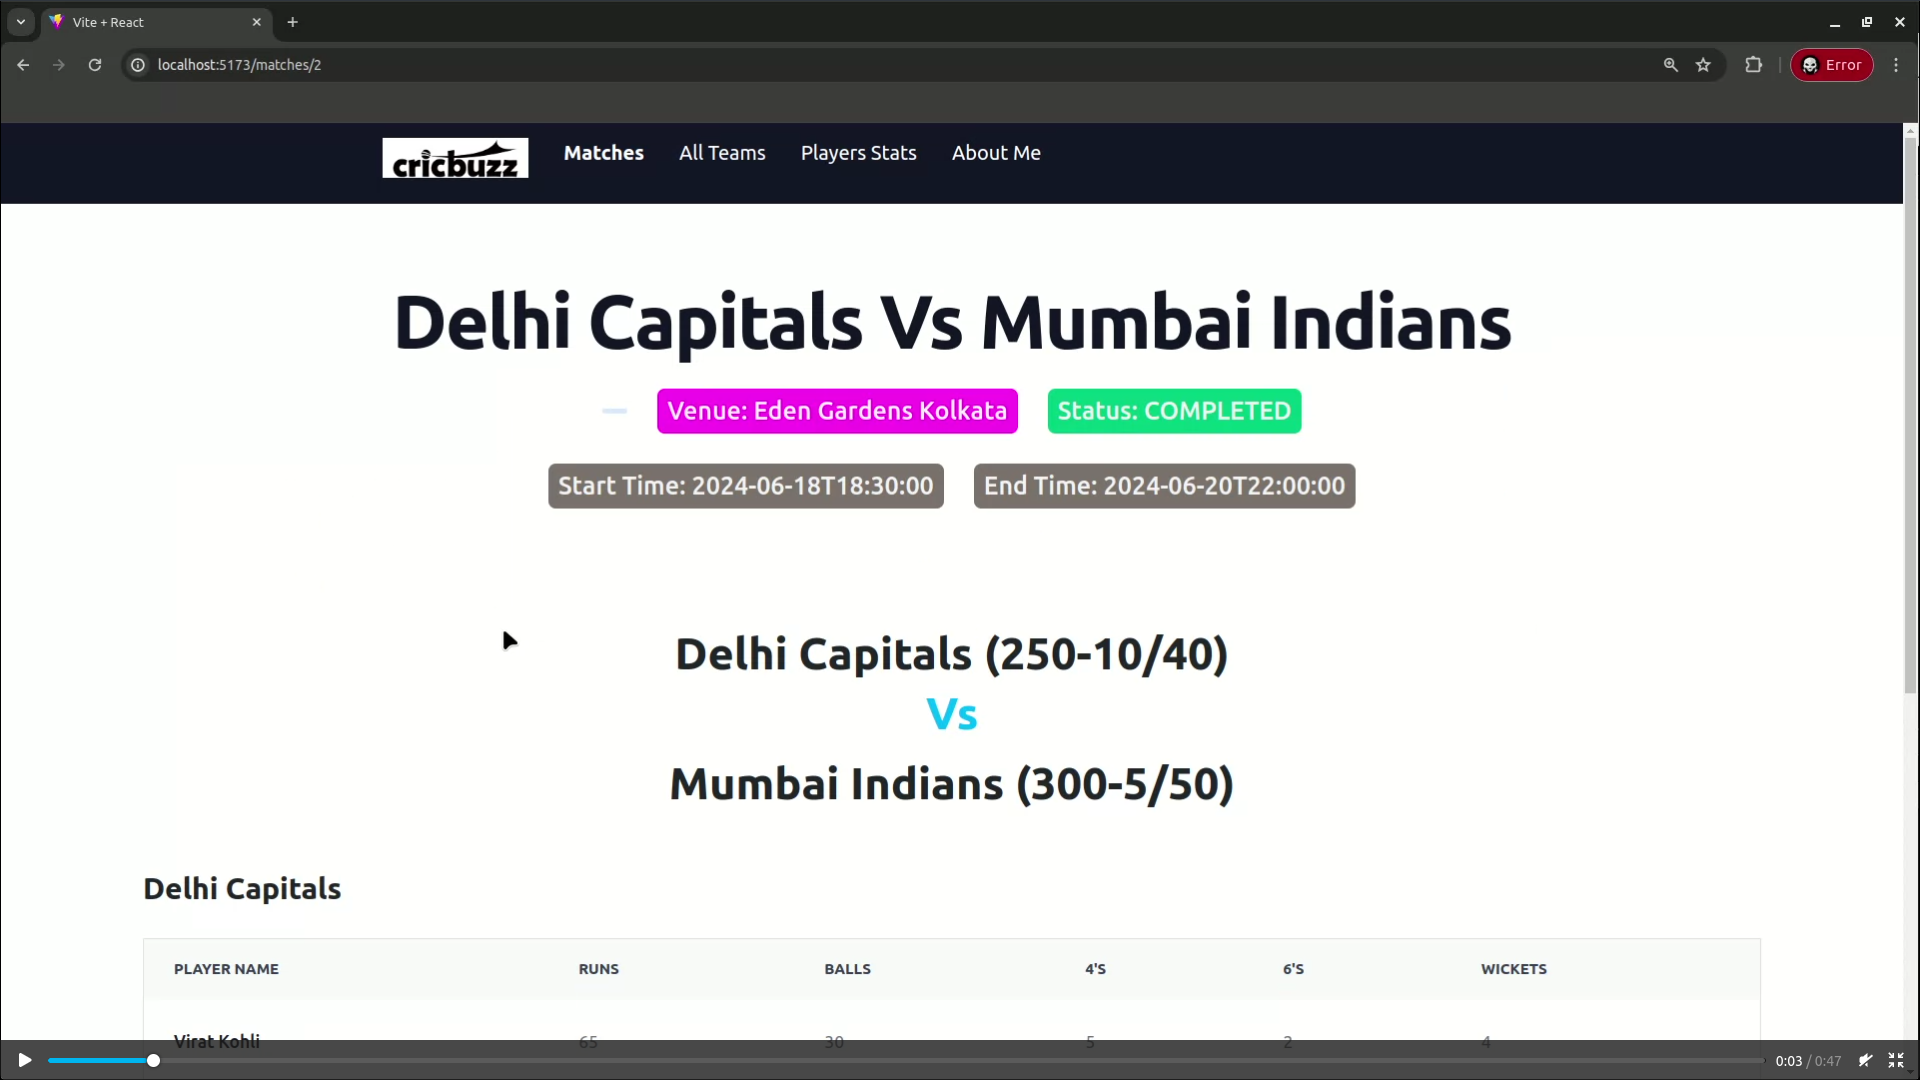 Vite + React
localhost:5173/matches/2
Error
cricbuzz Matches All Teams Players Stats About Me
Delhi Capitals Vs Mumbai Indians
Venue: Eden Gardens Kolkata Status: COMPLETED
Start Time: 2024-06-18T18:30:00 End Time: 2024-06-20T22:00:00
Delhi Capitals (250-10/40)
Vs
Mumbai Indians (300-5/50)
Delhi Capitals
PLAYER NAME RUNS BALLS 4'S 6'S WICKETS
Virat Kohli 65 30 5 2 4
0:03 / 0:47